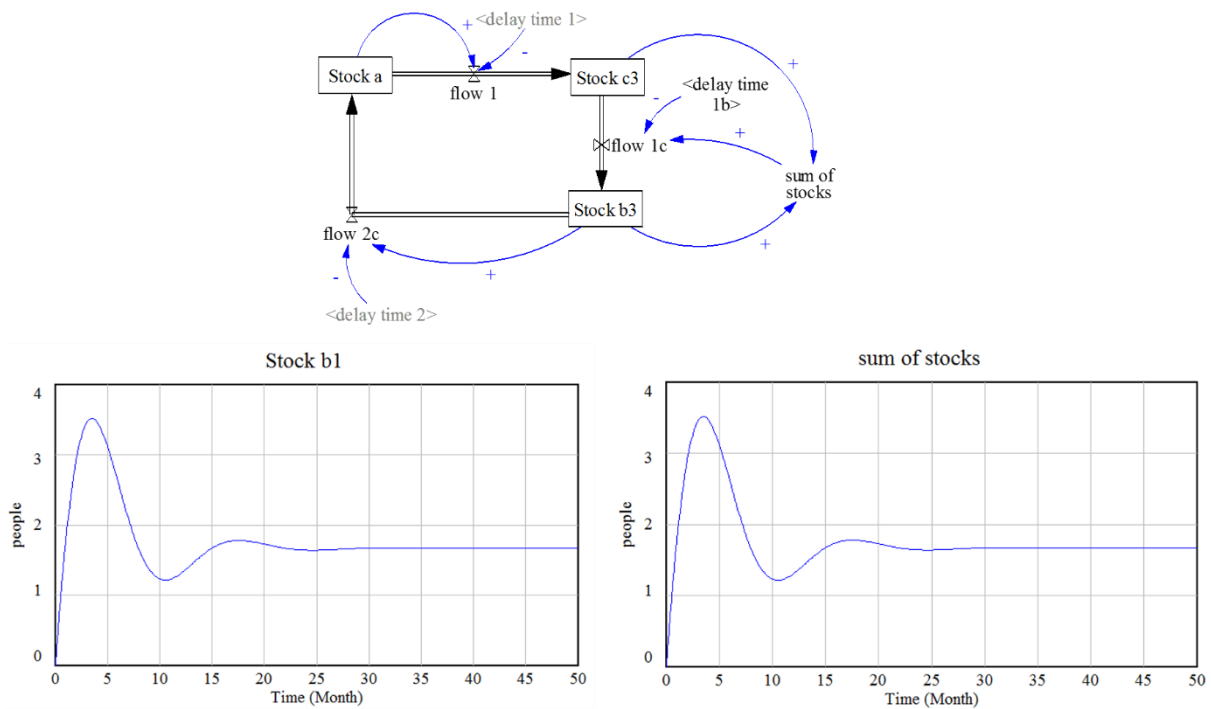 <delay time 1>
+
-
Stock a
flow 1
Stock c3
+
-
<delay time
1b>
+
flow 1c
sum of
stocks
Stock b3
flow 2c
+
+
-
<delay time 2>
Stock b1
4
3
2
1
0
people
0 5 10 15 20 25 30 35 40 45 50
Time (Month)
sum of stocks
4
3
2
1
0
people
0 5 10 15 20 25 30 35 40 45 50
Time (Month)